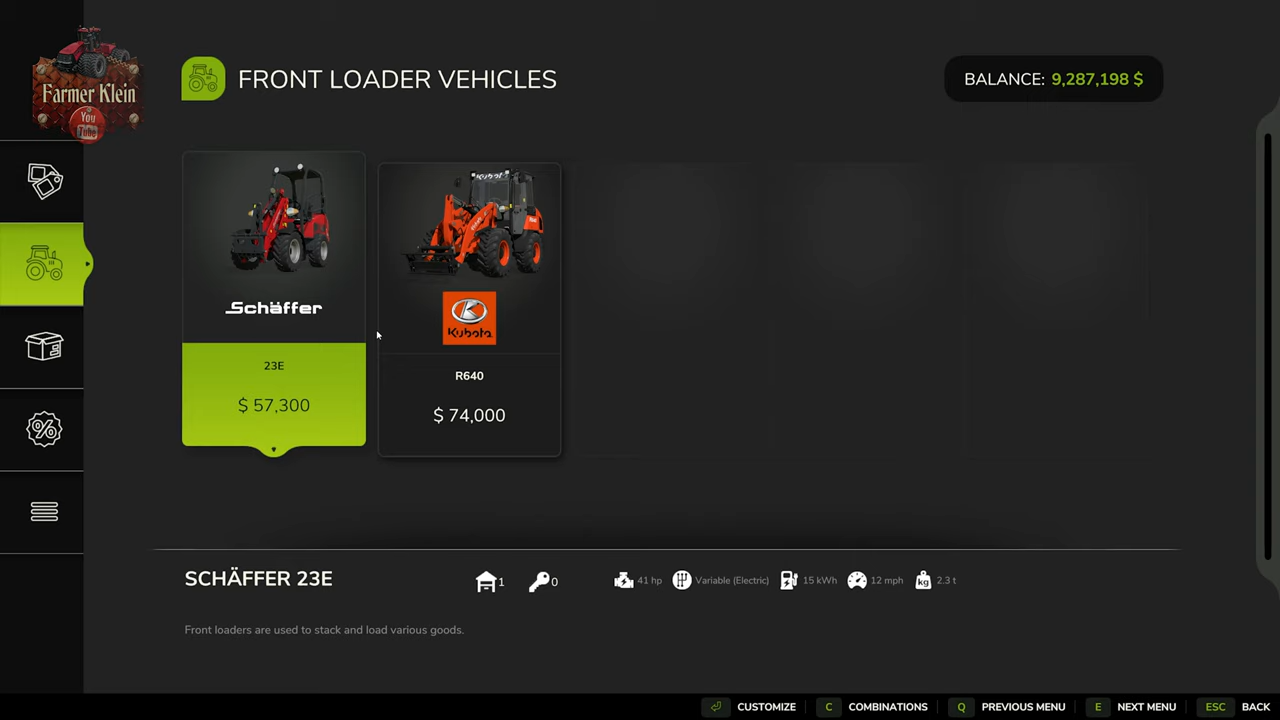 Farmer Klein
You
Tube
FRONT LOADER VEHICLES
BALANCE: 9,287,198 $
Schäffer
23E
$ 57,300
Kubota
R640
$ 74,000
SCHÄFFER 23E
1
0
41 hp
Variable (Electric)
15 kWh
12 mph
kg
2.3 t
Front loaders are used to stack and load various goods.
CUSTOMIZE
C COMBINATIONS
Q PREVIOUS MENU
E NEXT MENU
ESC BACK